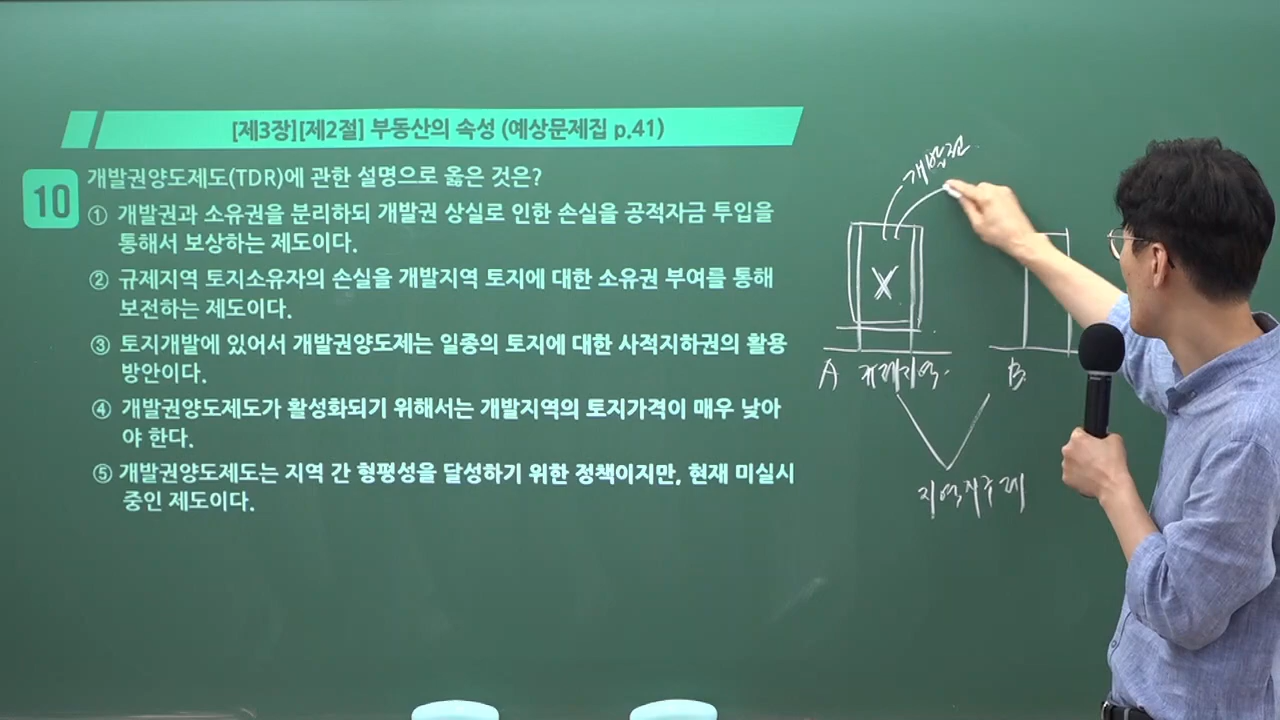 [제3장][제2절] 부동산의 속성 (예상문제집 p.41)
10 개발권양도제도(TDR)에 관한 설명으로 옳은 것은?
① 개발권과 소유권을 분리하되 개발권 상실로 인한 손실을 공적자금 투입을
통해서 보상하는 제도이다.
② 규제지역 토지소유자의 손실을 개발지역 토지에 대한 소유권 부여를 통해
보전하는 제도이다.
③ 토지개발에 있어서 개발권양도제는 일종의 토지에 대한 사적지하권의 활용
방안이다.
④ 개발권양도제도가 활성화되기 위해서는 개발지역의 토지가격이 매우 낮아
야 한다.
⑤ 개발권양도제도는 지역 간 형평성을 달성하기 위한 정책이지만, 현재 미실시
중인 제도이다.
개발권
X
A 규제지역
B